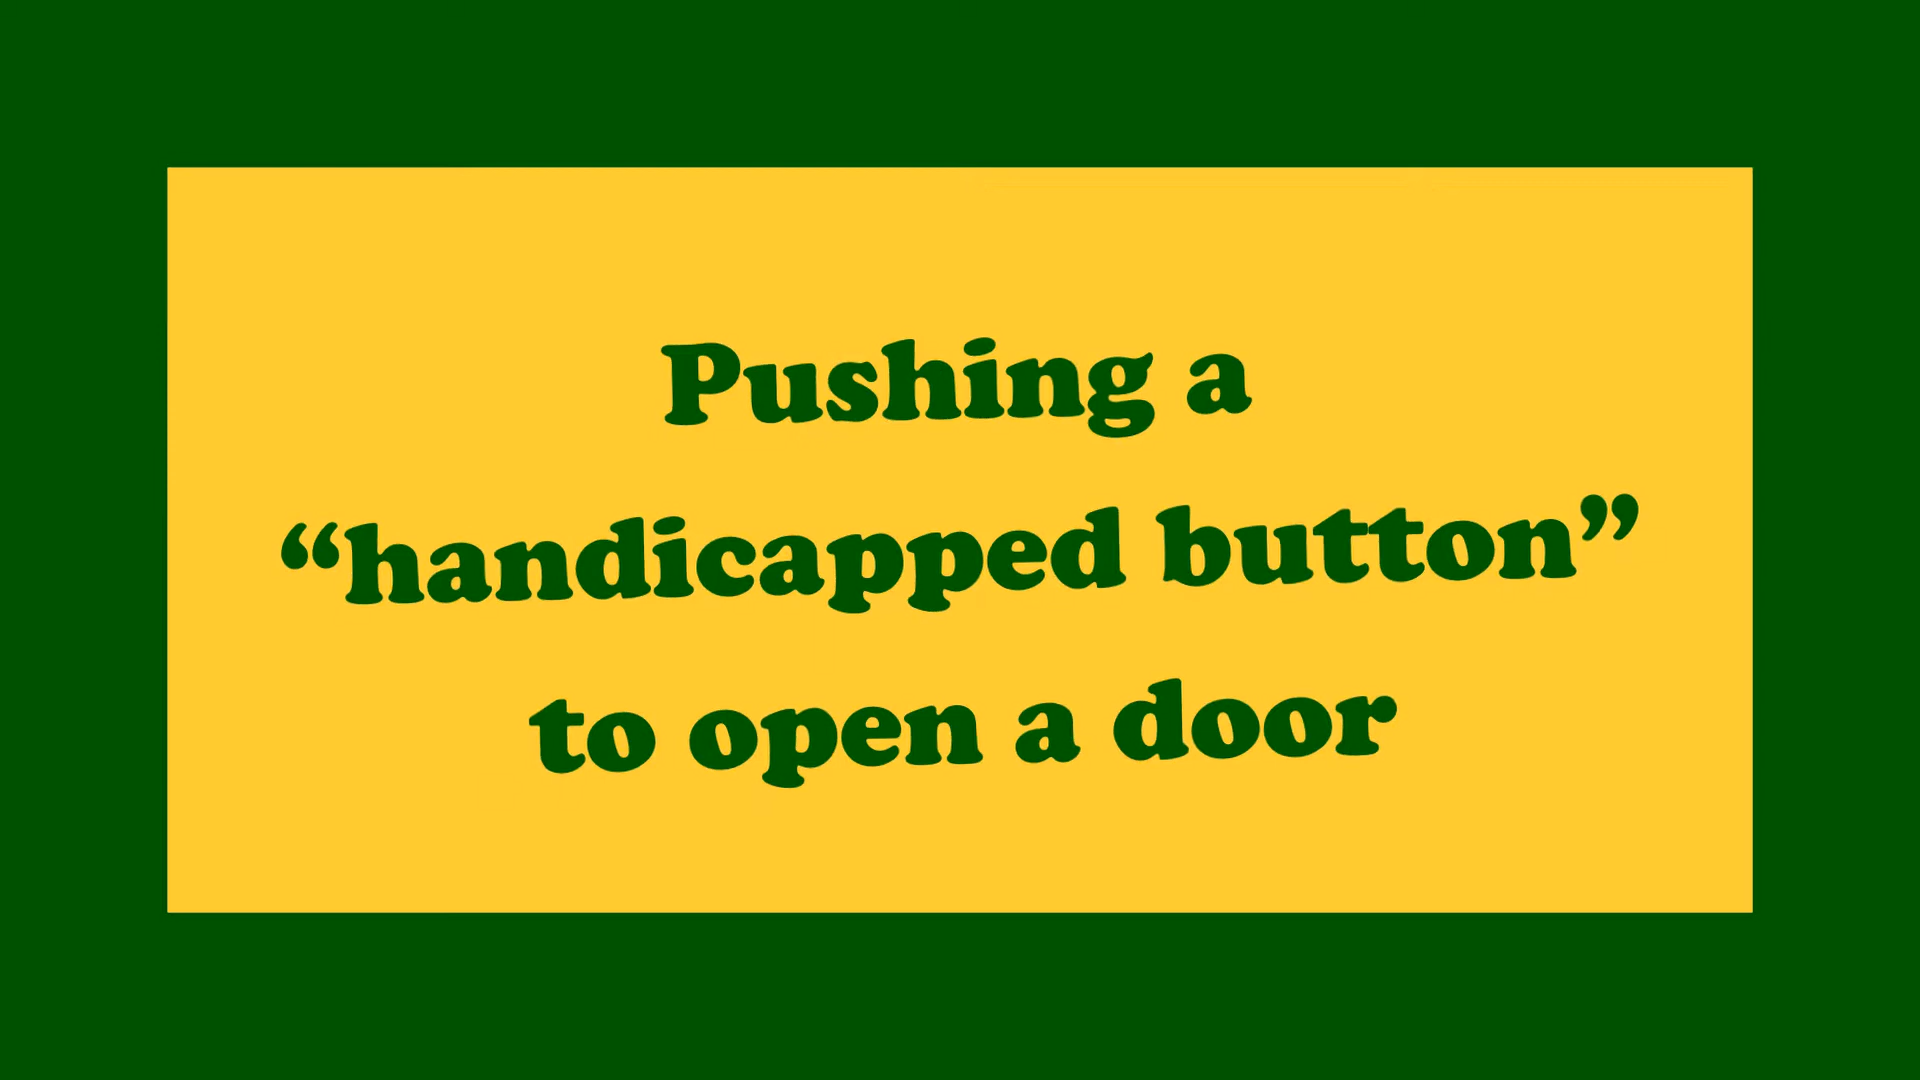 Pushing a
“handicapped button”
to open a door